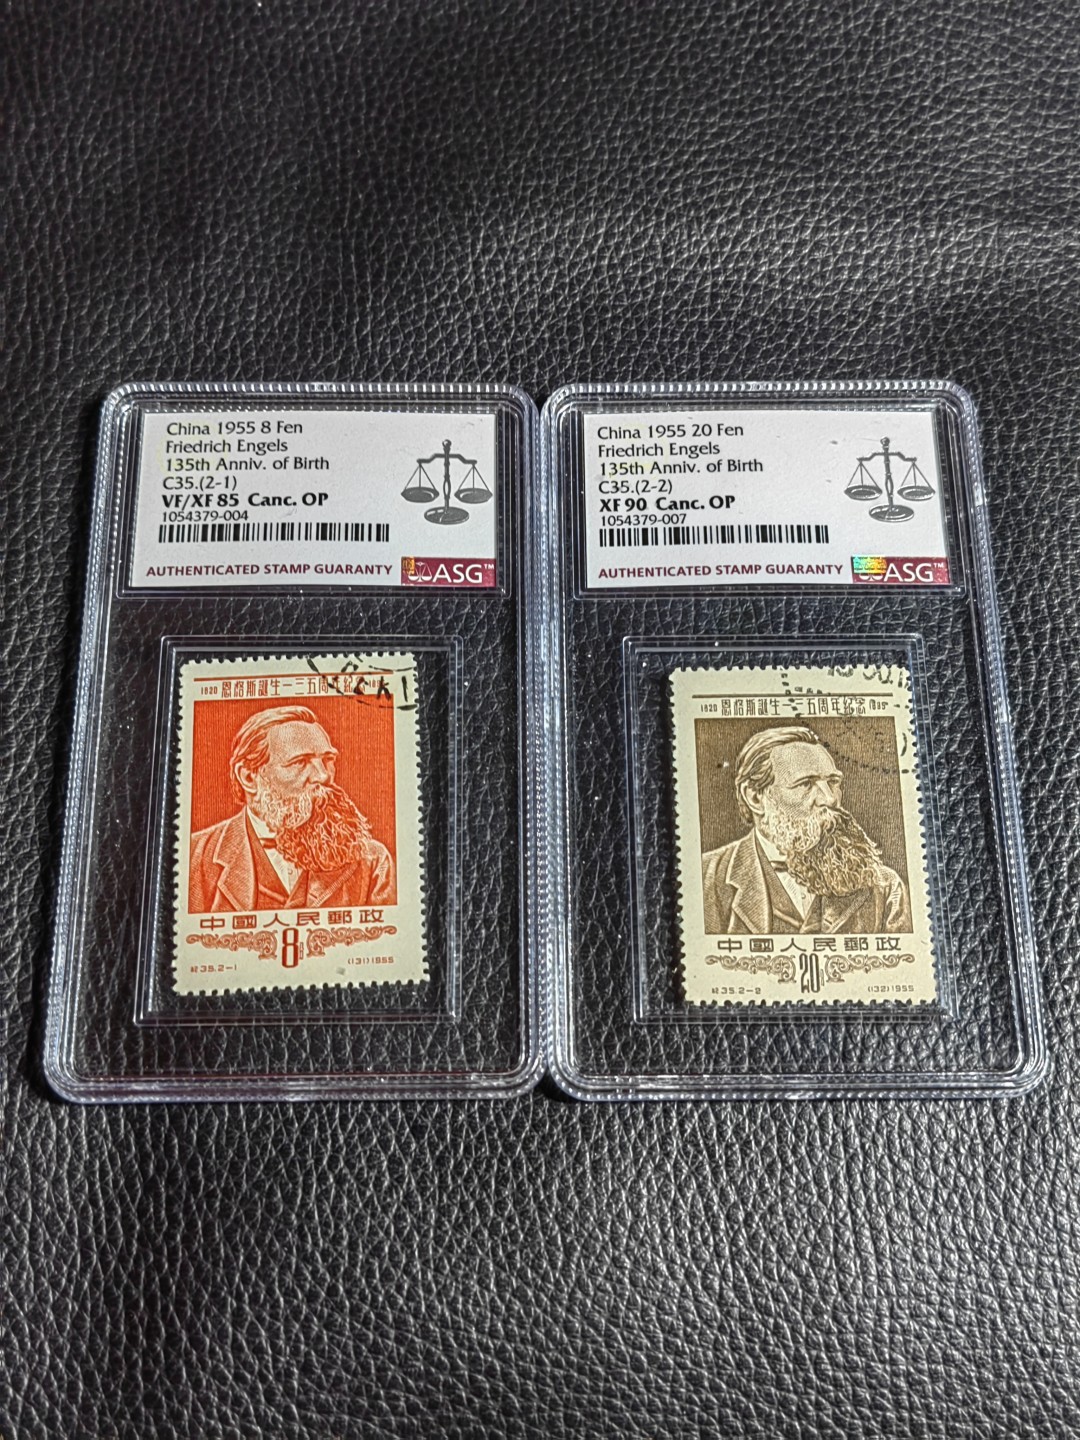 China 1955 8 Fen
Friedrich Engels
135th Anniv. of Birth
C35.(2-1)
VF/XF 85 Canc. OP
1054379-004
AUTHENTICATED STAMP GUARANTY
ASG™
1820 恩格斯誕生一三五周年紀念
中國人民郵政
8
紀35.2-1
(131)1955
China 1955 20 Fen
Friedrich Engels
135th Anniv. of Birth
C35.(2-2)
XF 90 Canc. OP
1054379-007
AUTHENTICATED STAMP GUARANTY
ASG™
1820 恩格斯誕生一三五周年紀念
中國人民郵政
20
紀35.2-2
(132)1955